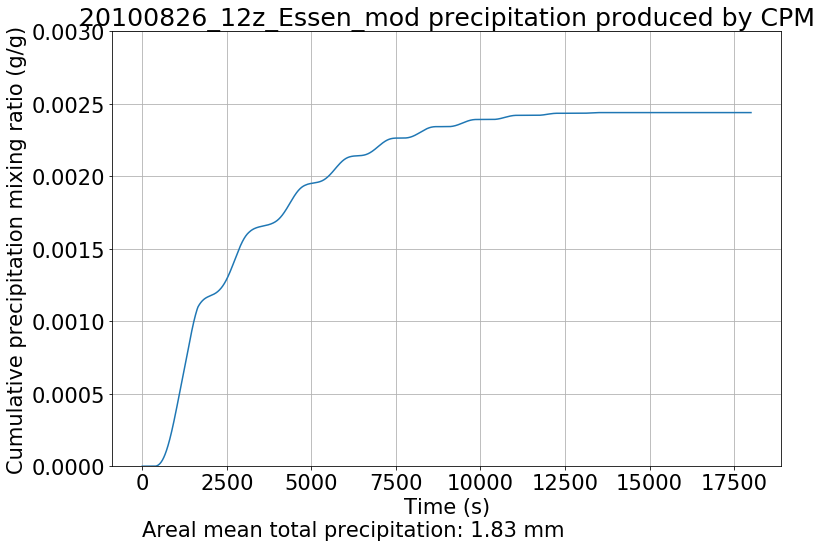 20100826_12z_Essen_mod precipitation produced by CPM
Cumulative precipitation mixing ratio (g/g)
0.0030
0.0025
0.0020
0.0015
0.0010
0.0005
0.0000
0 2500 5000 7500 10000 12500 15000 17500
Time (s)
Areal mean total precipitation: 1.83 mm